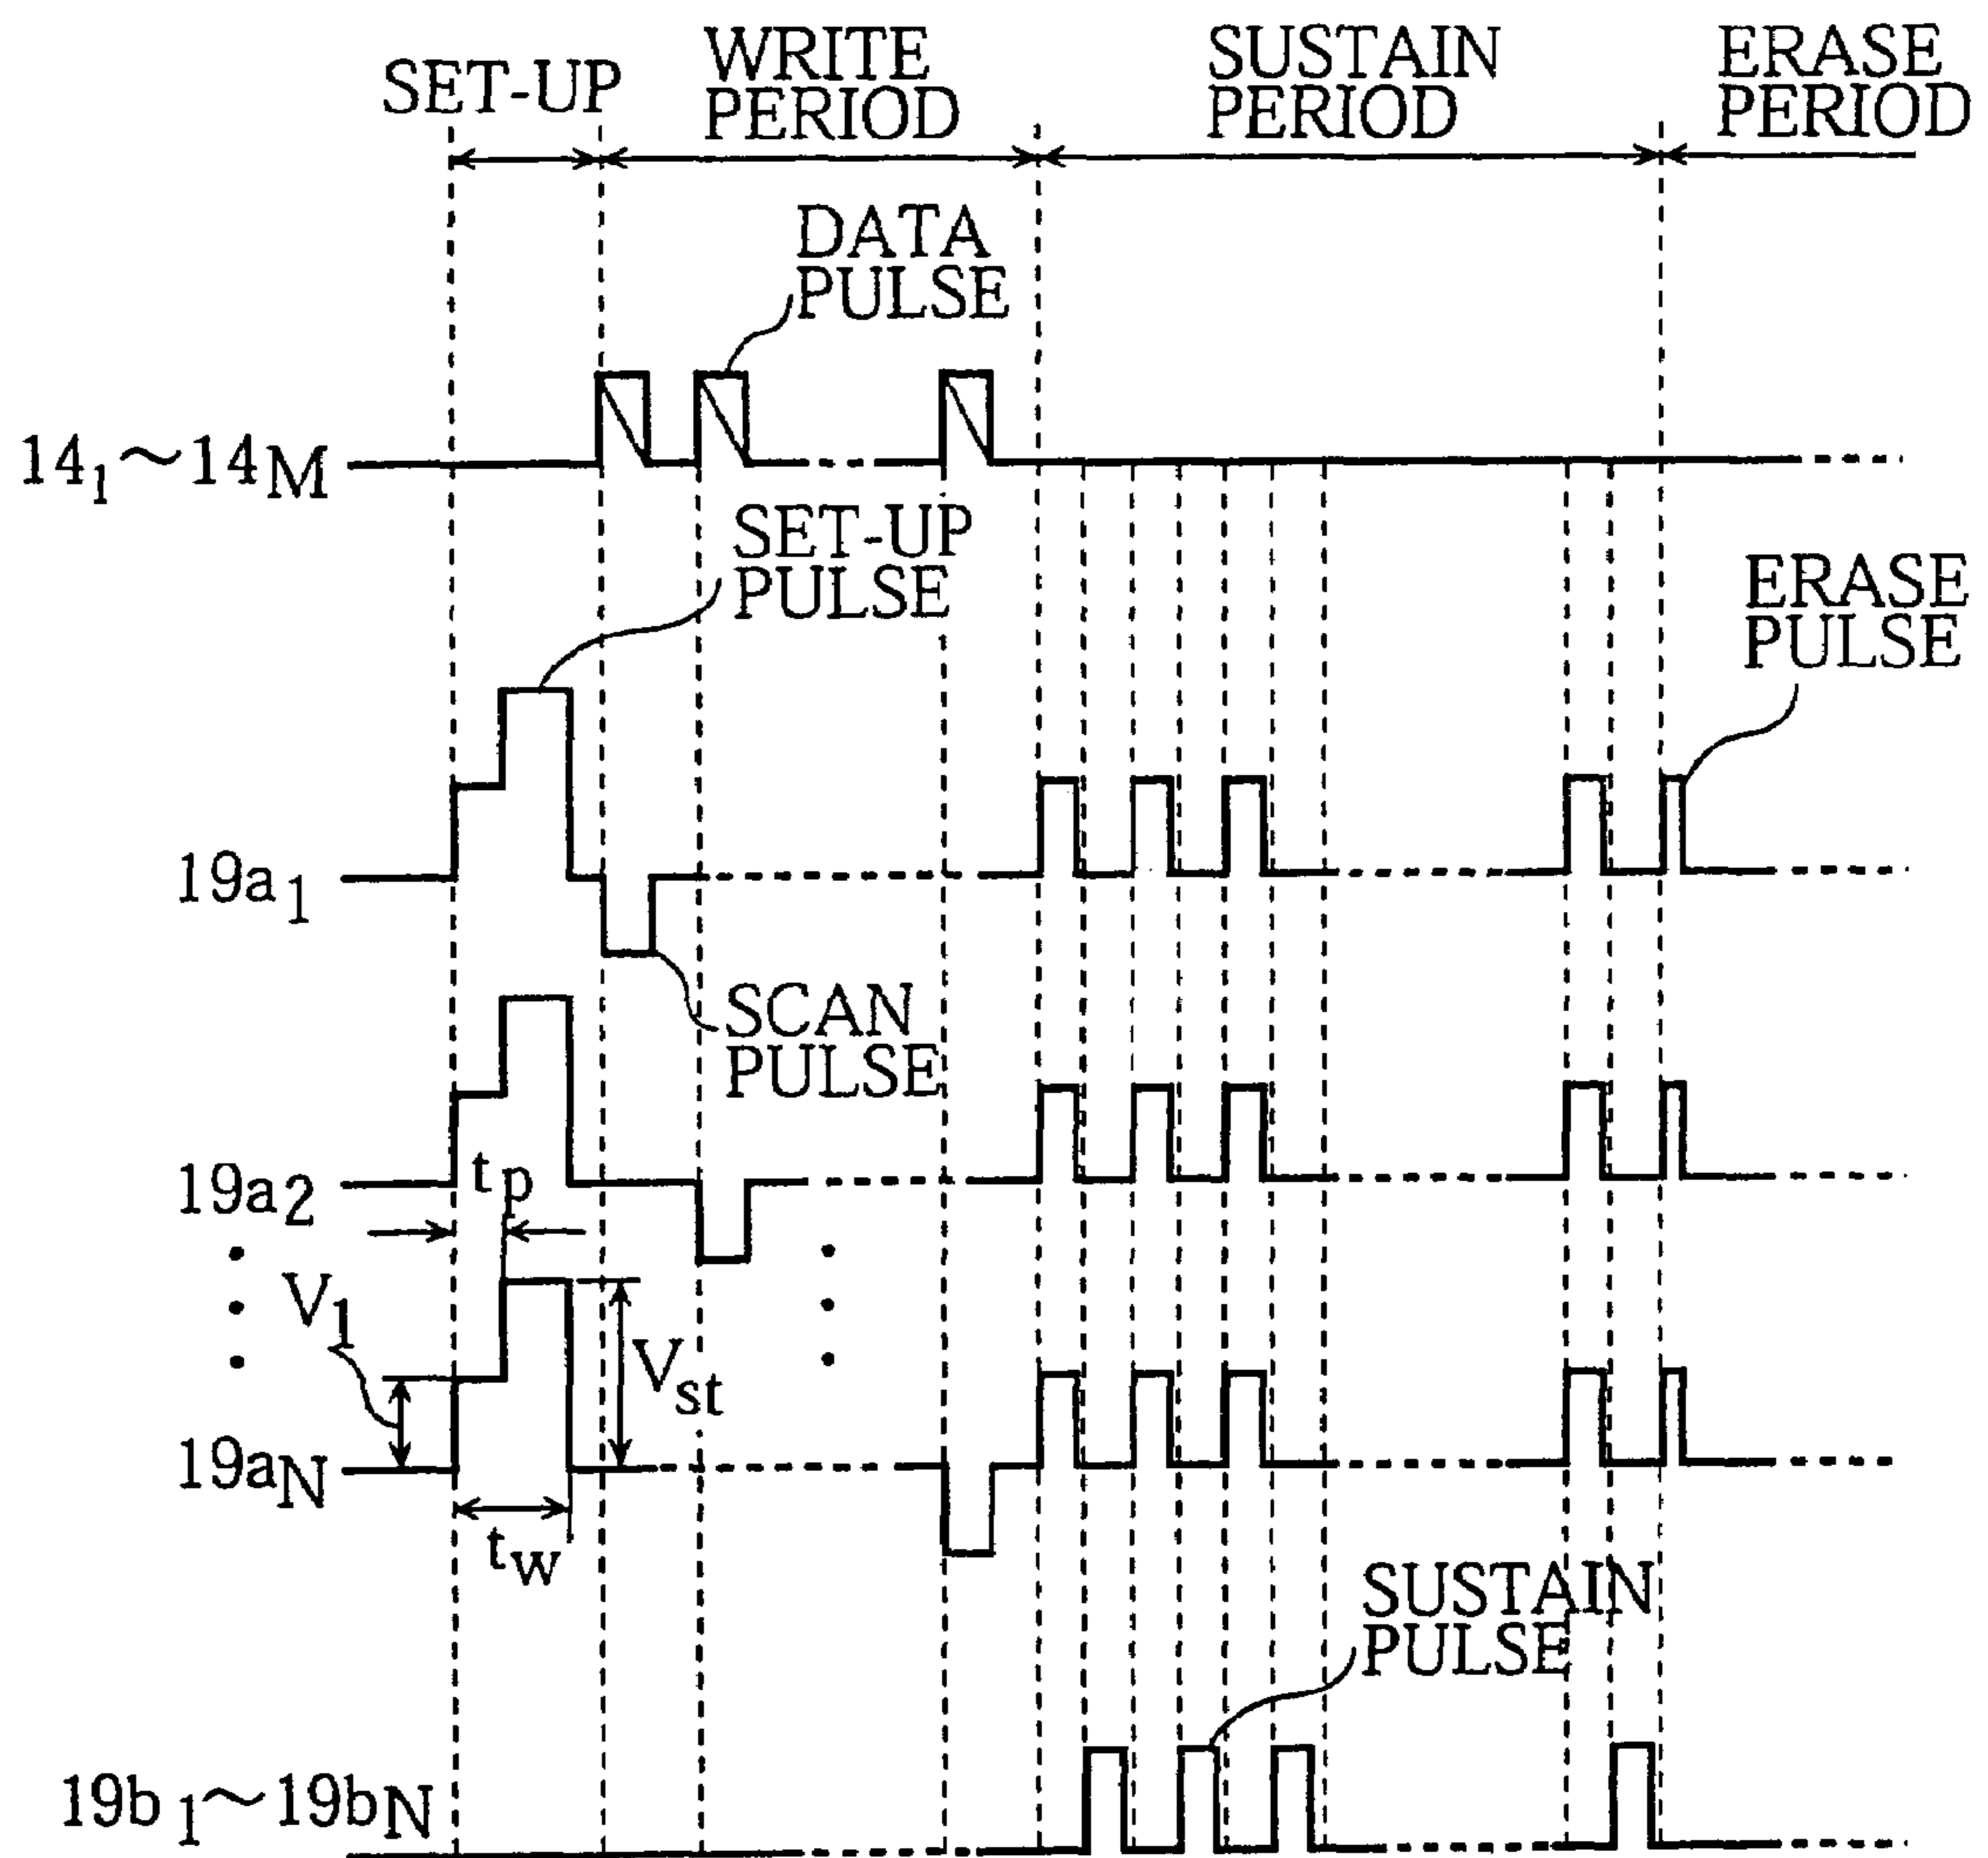 SET-UP
WRITE
PERIOD
SUSTAIN
PERIOD
ERASE
PERIOD
DATA
PULSE
14₁～14M
SET-UP
PULSE
ERASE
PULSE
19a₁
SCAN
PULSE
19a₂
tp
V₁
Vst
19aN
tw
SUSTAIN
PULSE
19b₁～19bN